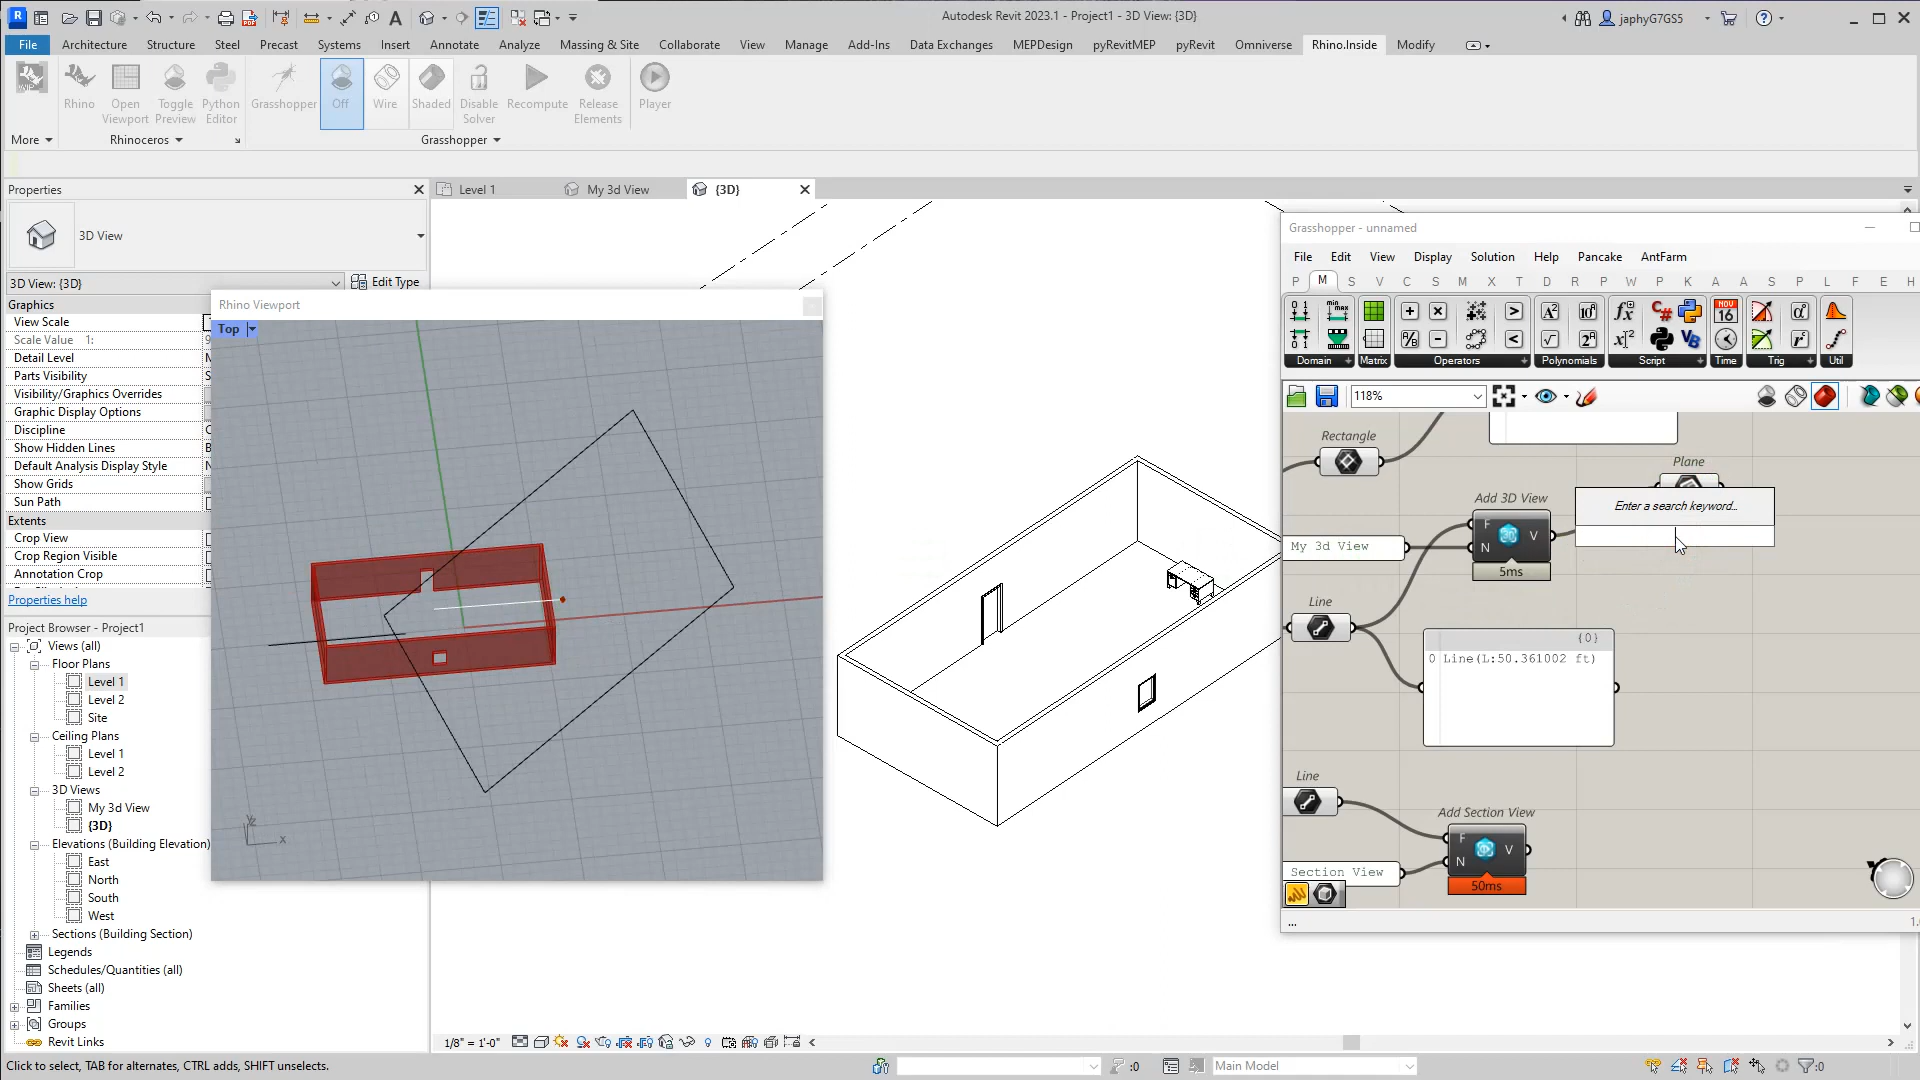 Autodesk Revit 2023.1 - Project1 - 3D View: {3D}
japhyG7GS5
File
Architecture
Structure
Steel
Precast
Systems
Insert
Annotate
Analyze
Massing & Site
Collaborate
View
Manage
Add-Ins
Data Exchanges
MEPDesign
pyRevitMEP
pyRevit
Omniverse
Rhino.Inside
Modify
WIP
Rhino
Open Viewport
Toggle Preview
Python Editor
Grasshopper
Off
Wire
Shaded
Disable Solver
Recompute
Release Elements
Player
More
Rhinoceros
Grasshopper
Properties
Level 1
My 3d View
{3D}
3D View
3D View: {3D}
Edit Type
Graphics
View Scale
Scale Value 1:
Detail Level
Parts Visibility
Visibility/Graphics Overrides
Graphic Display Options
Discipline
Show Hidden Lines
Default Analysis Display Style
Show Grids
Sun Path
Extents
Crop View
Crop Region Visible
Annotation Crop
Properties help
Project Browser - Project1
Views (all)
Floor Plans
Level 1
Level 2
Site
Ceiling Plans
Level 1
Level 2
3D Views
My 3d View
{3D}
Elevations (Building Elevation)
East
North
South
West
Sections (Building Section)
Legends
Schedules/Quantities (all)
Sheets (all)
Families
Groups
Revit Links
Rhino Viewport
Top
x
Grasshopper - unnamed
File Edit View Display Solution Help Pancake AntFarm
P M S V C S M X T D R P W P K A A S P L F E H
Domain
Matrix
Operators
Polynomials
Script
Time
Trig
Util
118%
Rectangle
Plane
Enter a search keyword...
Add 3D View
F
N
V
5ms
My 3d View
Line
{0}
0 Line(L:50.361002 ft)
Line
Add Section View
F
N
V
50ms
Section View
...
1/8" = 1'-0"
Click to select, TAB for alternates, CTRL adds, SHIFT unselects.
:0
Main Model
:0